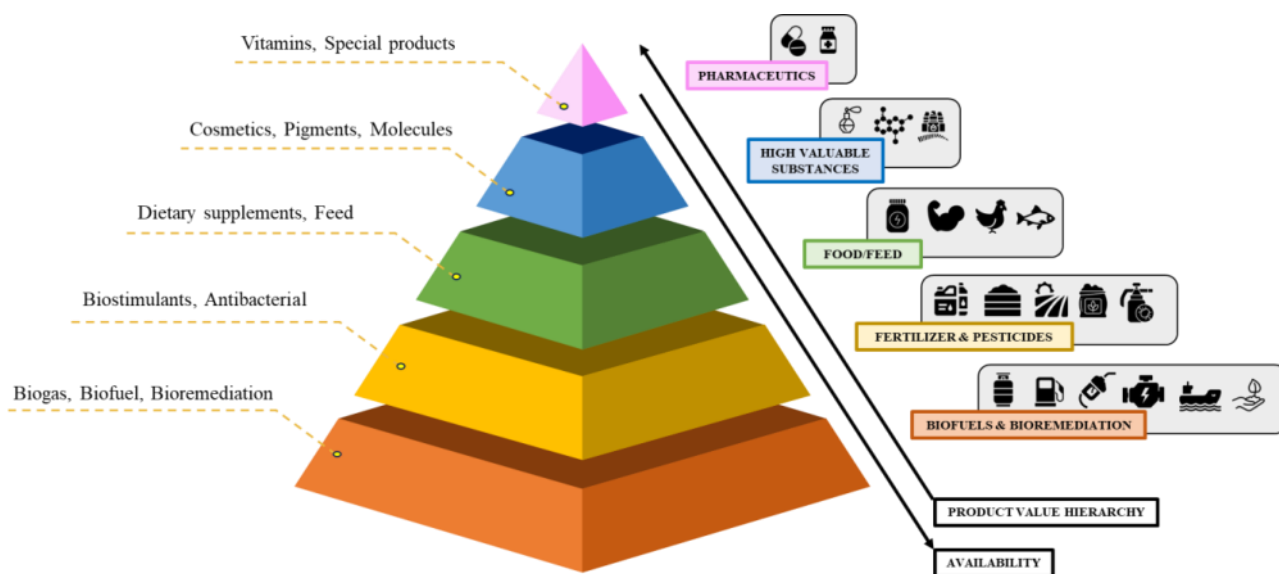 Vitamins, Special products
Cosmetics, Pigments, Molecules
Dietary supplements, Feed
Biostimulants, Antibacterial
Biogas, Biofuel, Bioremediation
PHARMACEUTICS
HIGH VALUABLE
SUBSTANCES
FOOD/FEED
FERTILIZER & PESTICIDES
BIOFUELS & BIOREMEDIATION
PRODUCT VALUE HIERARCHY
AVAILABILITY